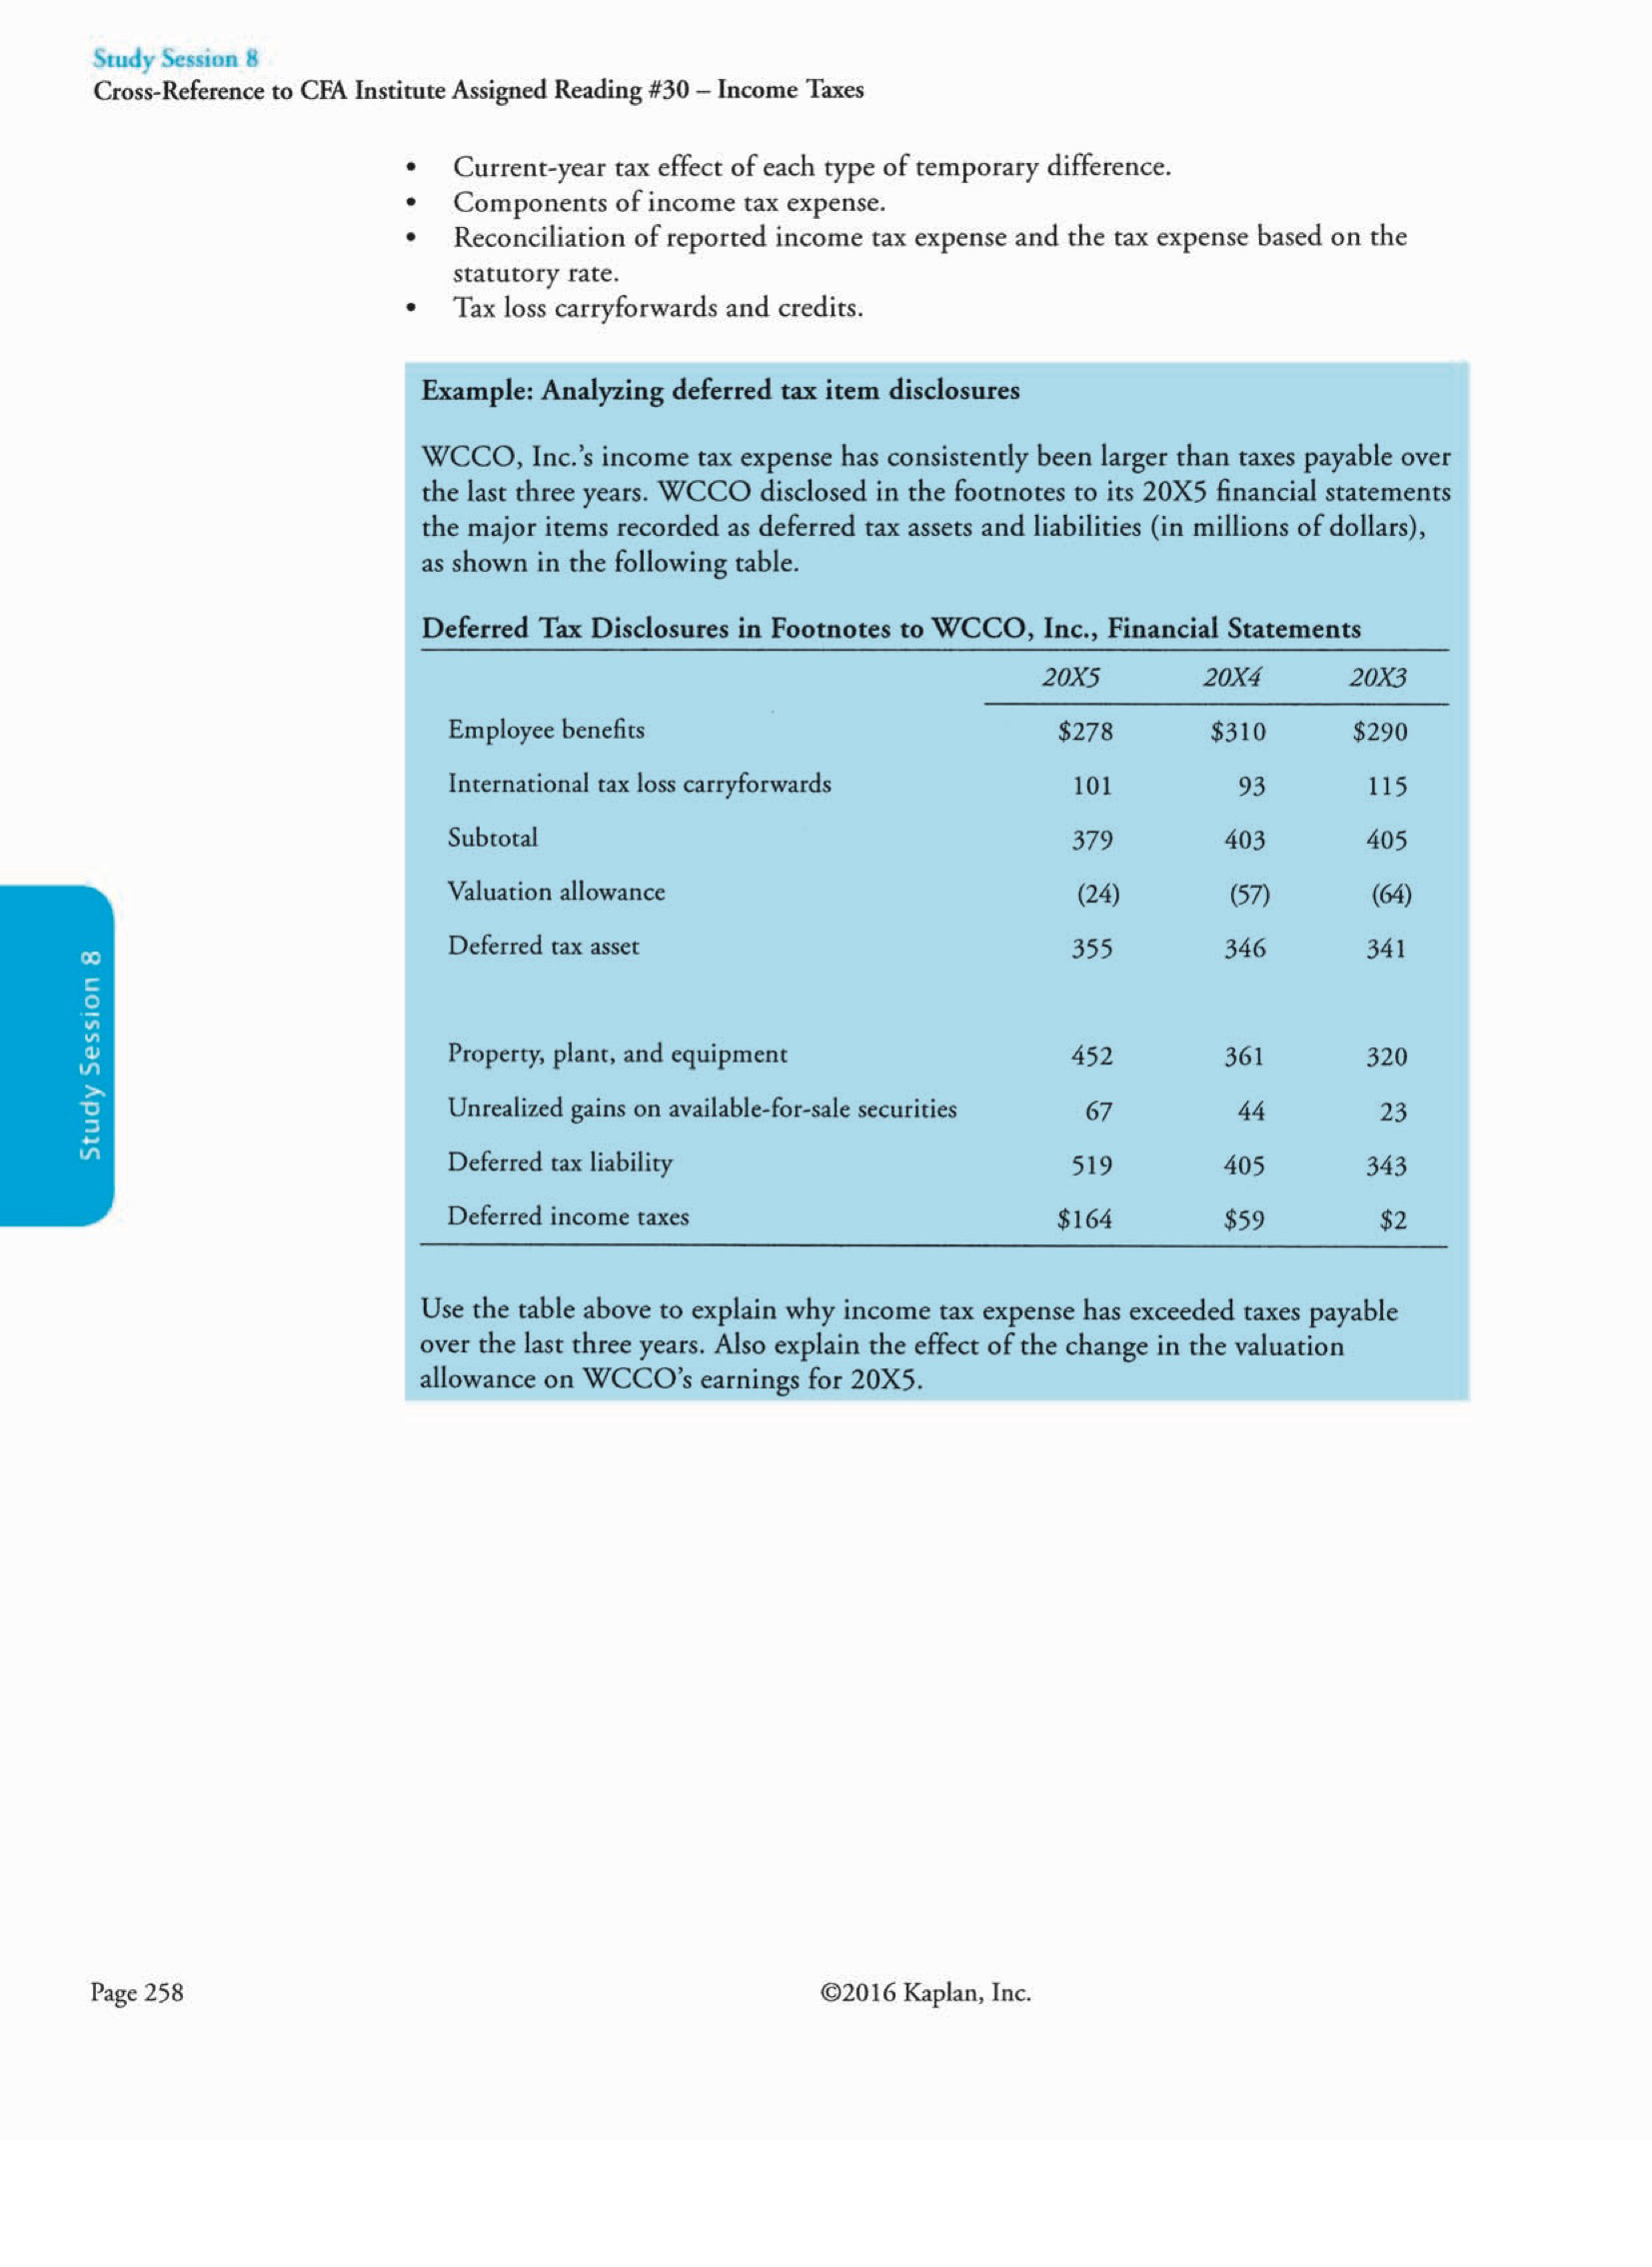 Study Session 8
Cross-Reference to CFA Institute Assigned Reading #30 – Income Taxes
• Current-year tax effect of each type of temporary difference.
• Components of income tax expense.
• Reconciliation of reported income tax expense and the tax expense based on the
statutory rate.
• Tax loss carryforwards and credits.
Example: Analyzing deferred tax item disclosures
WCCO, Inc.'s income tax expense has consistently been larger than taxes payable over
the last three years. WCCO disclosed in the footnotes to its 20X5 financial statements
the major items recorded as deferred tax assets and liabilities (in millions of dollars),
as shown in the following table.
Deferred Tax Disclosures in Footnotes to WCCO, Inc., Financial Statements
20X5 20X4 20X3
Employee benefits $278 $310 $290
International tax loss carryforwards 101 93 115
Subtotal 379 403 405
Valuation allowance (24) (57) (64)
Deferred tax asset 355 346 341
Property, plant, and equipment 452 361 320
Unrealized gains on available-for-sale securities 67 44 23
Deferred tax liability 519 405 343
Deferred income taxes $164 $59 $2
Use the table above to explain why income tax expense has exceeded taxes payable
over the last three years. Also explain the effect of the change in the valuation
allowance on WCCO's earnings for 20X5.
Study Session 8
Page 258 ©2016 Kaplan, Inc.